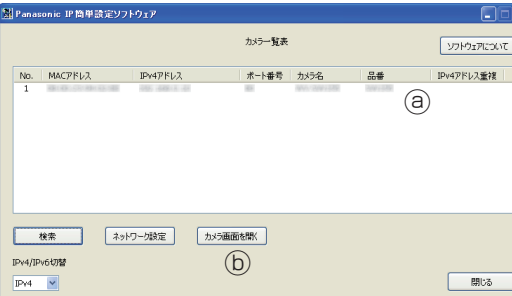 Panasonic IP簡単設定ソフトウェア
カメラ一覧表
ソフトウェアについて
No. MACアドレス IPv4アドレス ポート番号 カメラ名 品番 IPv4アドレス重複
1
ⓐ
検索 ネットワーク設定 カメラ画面を開く
ⓑ
IPv4/IPv6切替
IPv4 閉じる